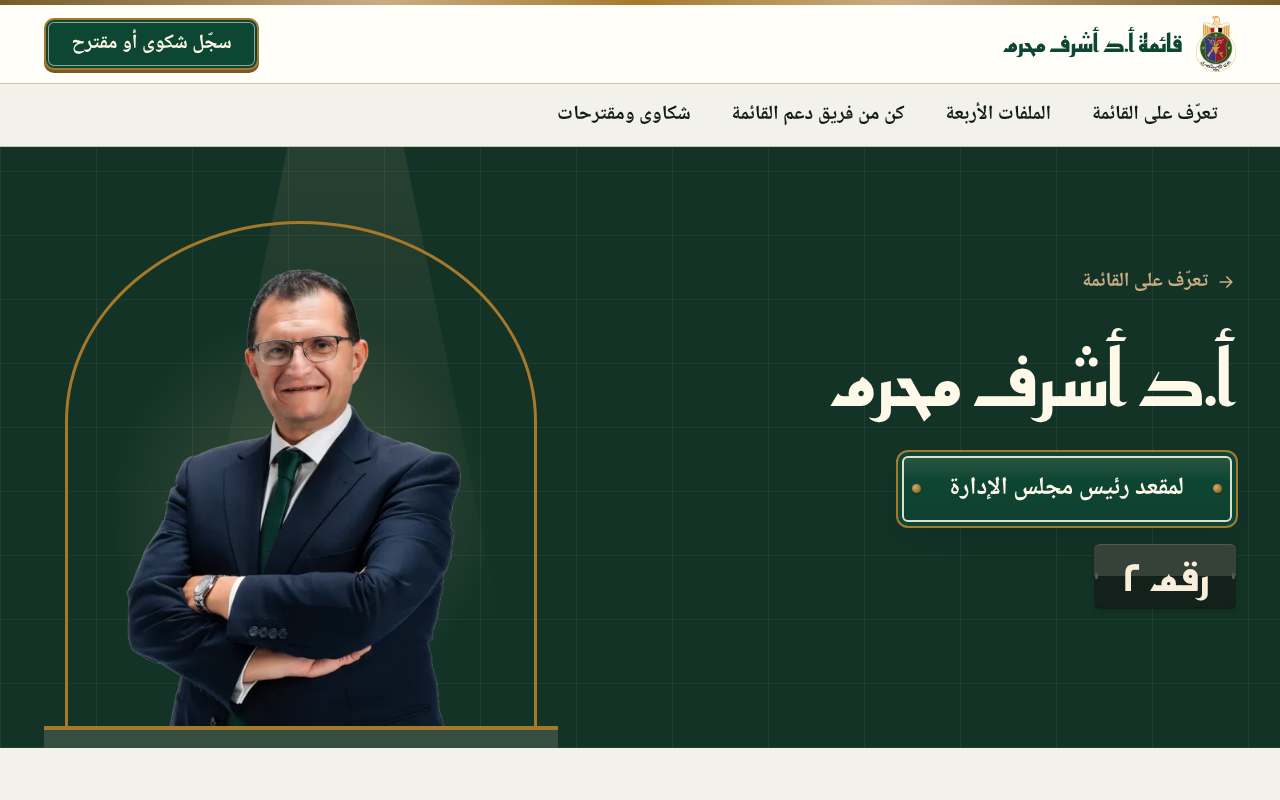 قائمة أ.د أشرف محرم
سجّل شكوى أو مقترح
تعرّف على القائمة
الملفات الأربعة
كن من فريق دعم القائمة
شكاوى ومقترحات
→ تعرّف على القائمة
أ.د أشرف محرم
لمقعد رئيس مجلس الإدارة
رقم ٢